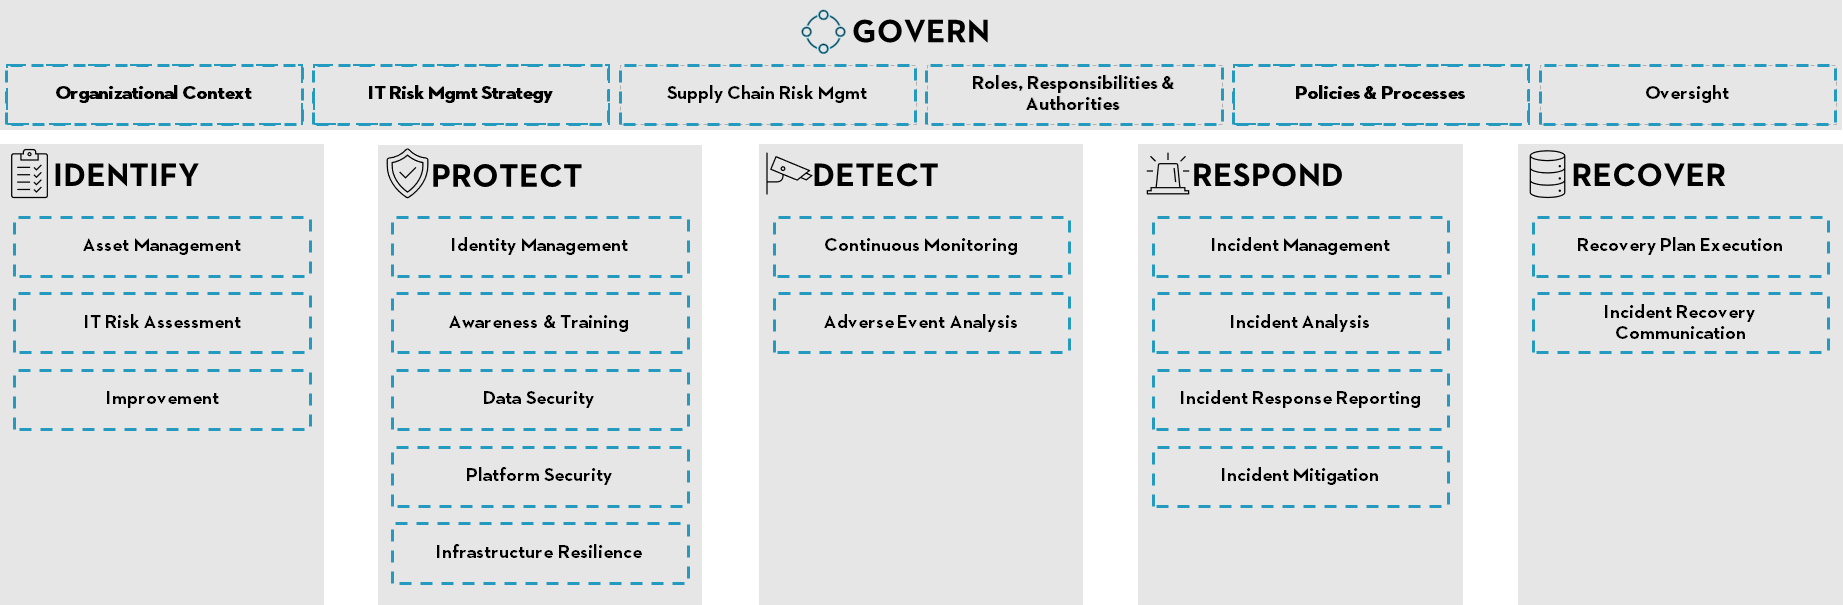 GOVERN
Organizational Context
IT Risk Mgmt Strategy
Supply Chain Risk Mgmt
Roles, Responsibilities &
Authorities
Policies & Processes
Oversight
IDENTIFY
Asset Management
IT Risk Assessment
Improvement
PROTECT
Identity Management
Awareness & Training
Data Security
Platform Security
Infrastructure Resilience
DETECT
Continuous Monitoring
Adverse Event Analysis
RESPOND
Incident Management
Incident Analysis
Incident Response Reporting
Incident Mitigation
RECOVER
Recovery Plan Execution
Incident Recovery
Communication